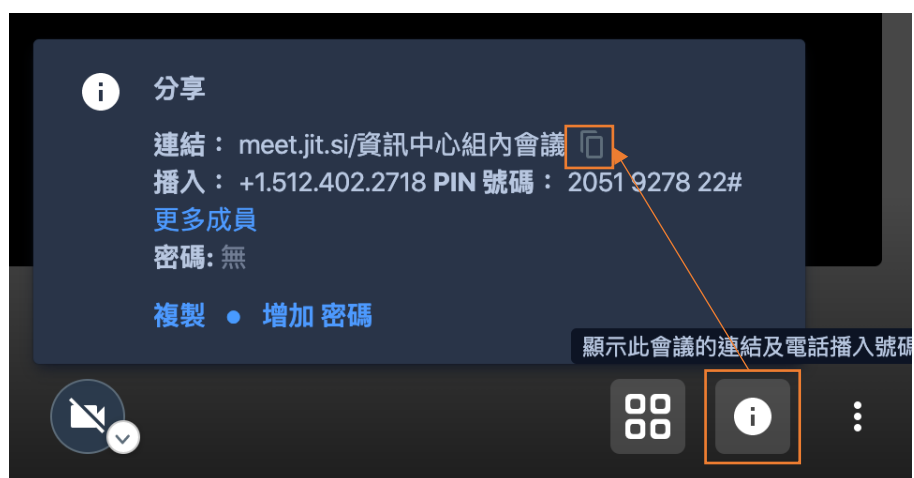 分享
連結： meet.jit.si/資訊中心組內會議
播入： +1.512.402.2718 PIN 號碼： 2051 9278 22#
更多成員
密碼: 無
複製 ● 增加 密碼
顯示此會議的連結及電話播入號碼